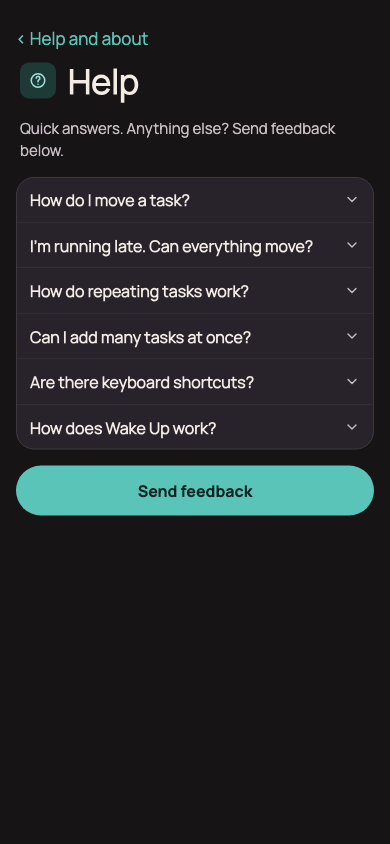 Help and about
Help
Quick answers. Anything else? Send feedback
below.
How do I move a task?
I'm running late. Can everything move?
How do repeating tasks work?
Can I add many tasks at once?
Are there keyboard shortcuts?
How does Wake Up work?
Send feedback